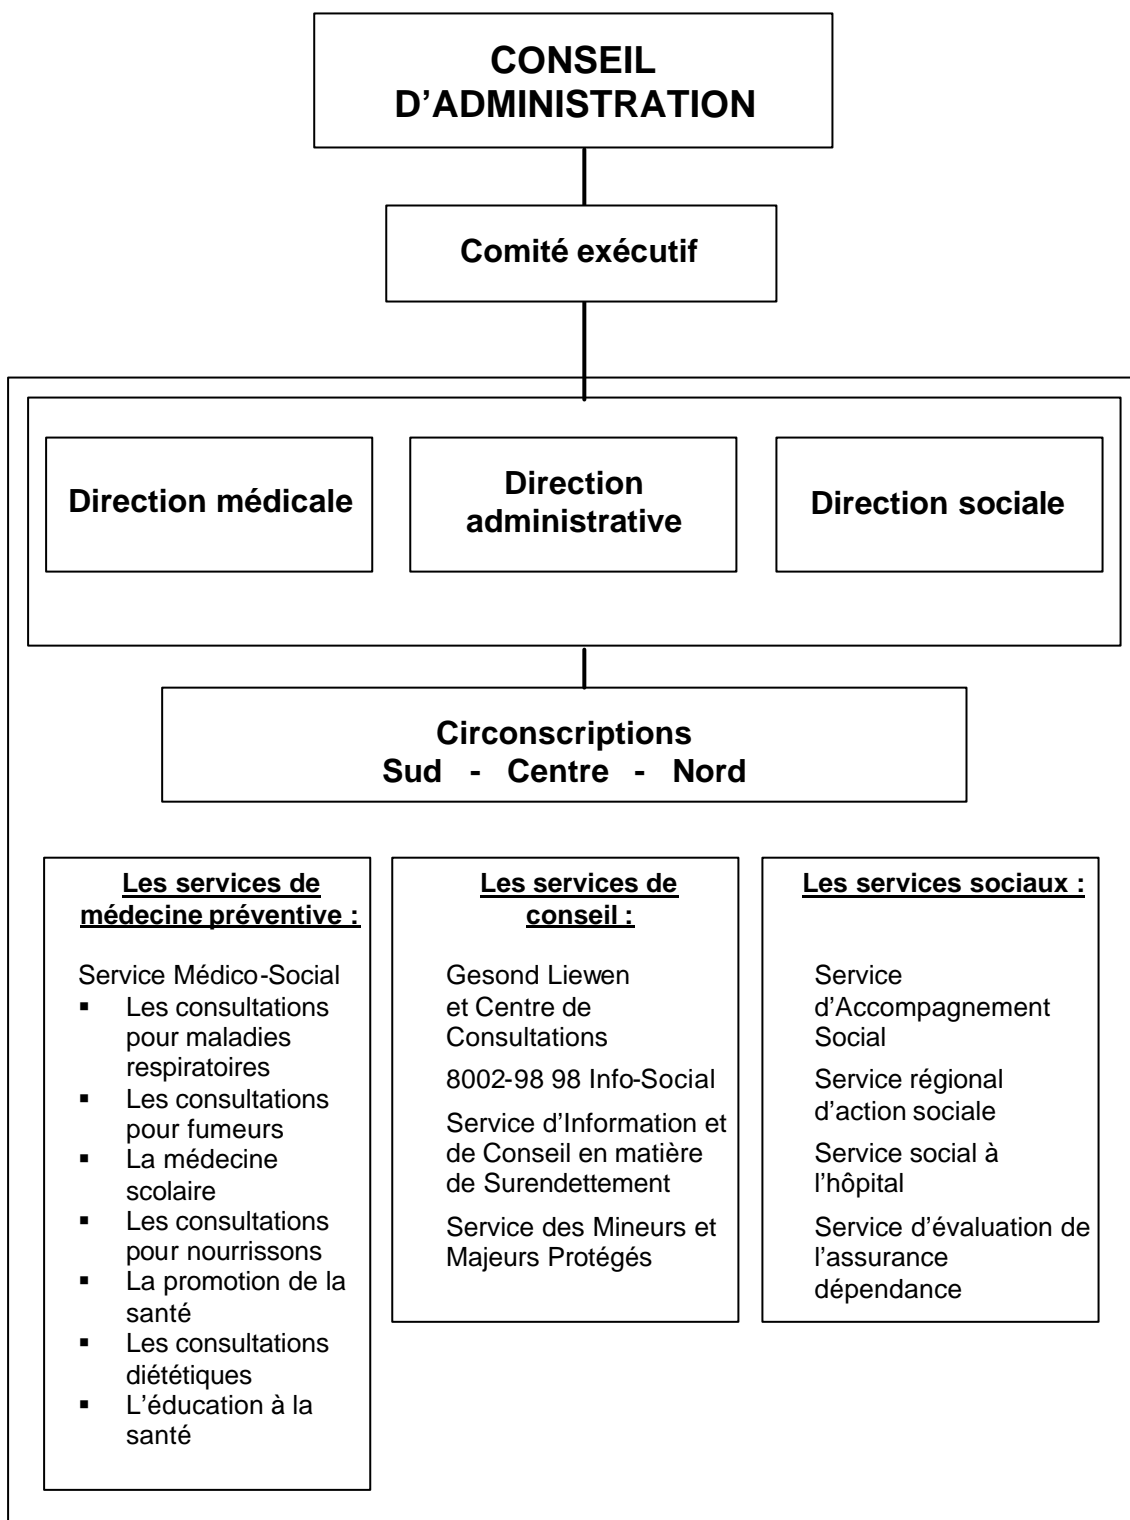 CONSEIL
D’ADMINISTRATION
Comité exécutif
Direction médicale
Direction
administrative
Direction sociale
Circonscriptions
Sud - Centre - Nord
Les services de
médecine préventive :
Service Médico-Social
▪ Les consultations
pour maladies
respiratoires
▪ Les consultations
pour fumeurs
▪ La médecine
scolaire
▪ Les consultations
pour nourrissons
▪ La promotion de la
santé
▪ Les consultations
diététiques
▪ L’éducation à la
santé
Les services de
conseil :
Gesond Liewen
et Centre de
Consultations
8002-98 98 Info-Social
Service d’Information et
de Conseil en matière
de Surendettement
Service des Mineurs et
Majeurs Protégés
Les services sociaux :
Service
d’Accompagnement
Social
Service régional
d’action sociale
Service social à
l’hôpital
Service d’évaluation de
l’assurance
dépendance